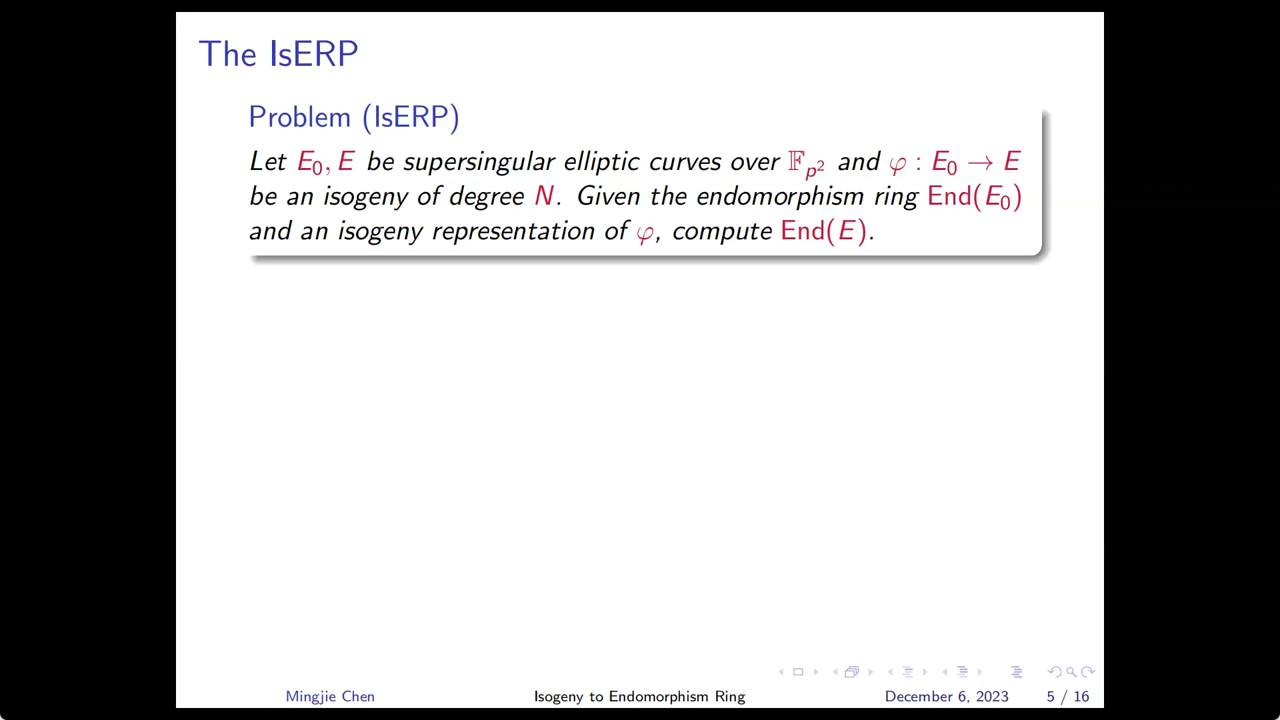 The IsERP
Problem (IsERP)
Let E₀, E be supersingular elliptic curves over 𝔽ₚ² and φ : E₀ → E
be an isogeny of degree N. Given the endomorphism ring End(E₀)
and an isogeny representation of φ, compute End(E).
Mingjie Chen Isogeny to Endomorphism Ring December 6, 2023 5 / 16